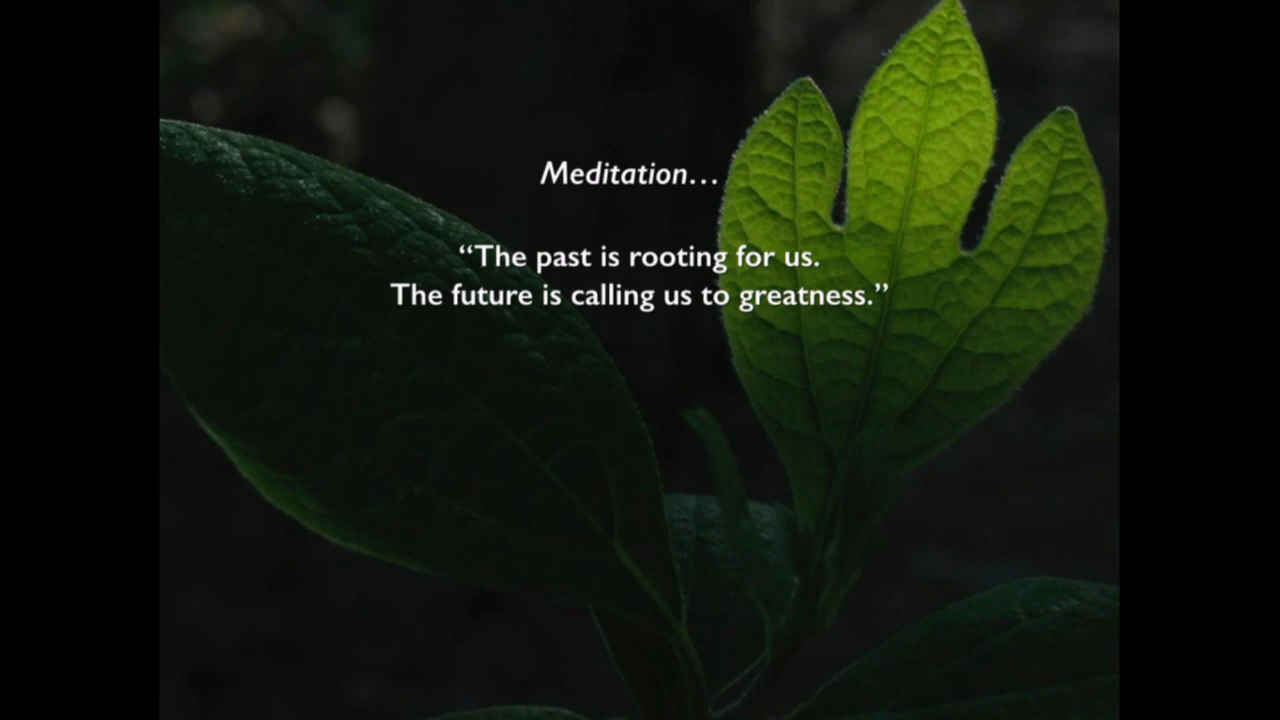 Meditation…
“The past is rooting for us.
The future is calling us to greatness.”